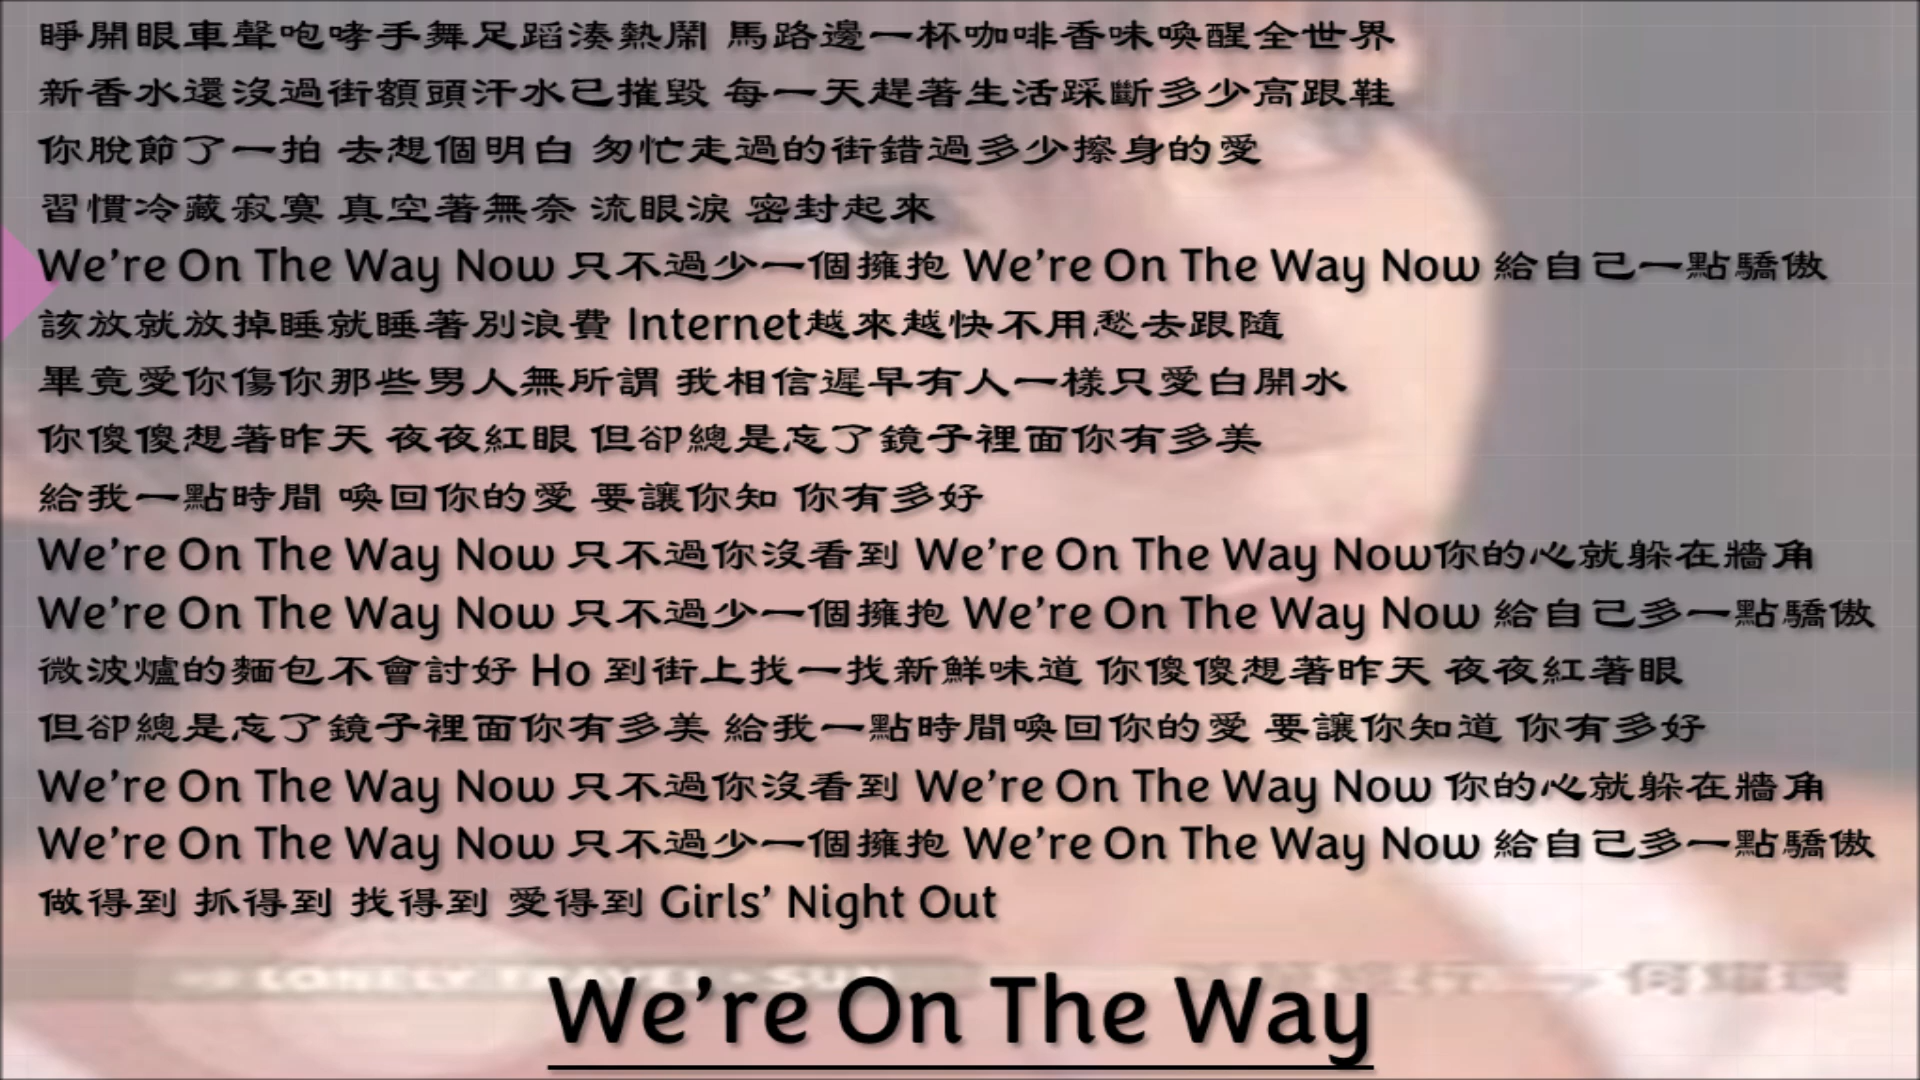 睜開眼車聲咆哮手舞足蹈湊熱鬧 馬路邊一杯咖啡香味喚醒全世界
新香水還沒過街額頭汗水已摧毀 每一天趕著生活踩斷多少高跟鞋
你脫節了一拍 去想個明白 匆忙走過的街錯過多少擦身的愛
習慣冷藏寂寞 真空著無奈 流眼淚 密封起來
We're On The Way Now 只不過少一個擁抱 We're On The Way Now 給自己一點驕傲
該放就放掉睡就睡著別浪費 Internet越來越快不用愁去跟隨
畢竟愛你傷你那些男人無所謂 我相信遲早有人一樣只愛白開水
你傻傻想著昨天 夜夜紅眼 但卻總是忘了鏡子裡面你有多美
給我一點時間 喚回你的愛 要讓你知 你有多好
We're On The Way Now 只不過你沒看到 We're On The Way Now你的心就躲在牆角
We're On The Way Now 只不過少一個擁抱 We're On The Way Now 給自己多一點驕傲
微波爐的麵包不會討好 Ho 到街上找一找新鮮味道 你傻傻想著昨天 夜夜紅著眼
但卻總是忘了鏡子裡面你有多美 給我一點時間喚回你的愛 要讓你知道 你有多好
We're On The Way Now 只不過你沒看到 We're On The Way Now 你的心就躲在牆角
We're On The Way Now 只不過少一個擁抱 We're On The Way Now 給自己多一點驕傲
做得到 抓得到 找得到 愛得到 Girls' Night Out
LONELY TRAVEL
We're On The Way